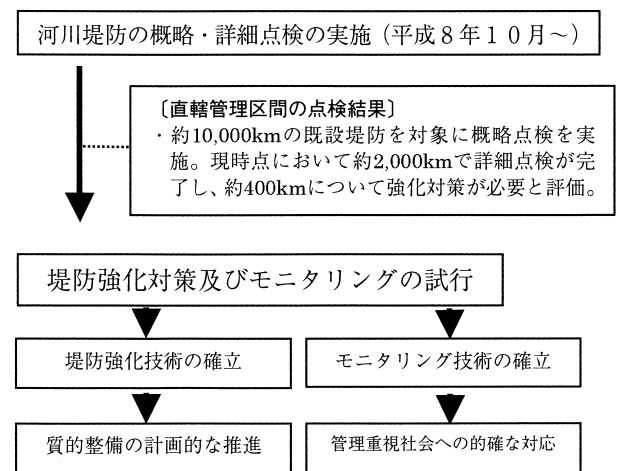 河川堤防の概略・詳細点検の実施（平成８年１０月～）
〔直轄管理区間の点検結果〕
・約10,000kmの既設堤防を対象に概略点検を実
施。現時点において約2,000kmで詳細点検が完
了し、約400kmについて強化対策が必要と評価。
堤防強化対策及びモニタリングの試行
堤防強化技術の確立
モニタリング技術の確立
質的整備の計画的な推進
管理重視社会への的確な対応